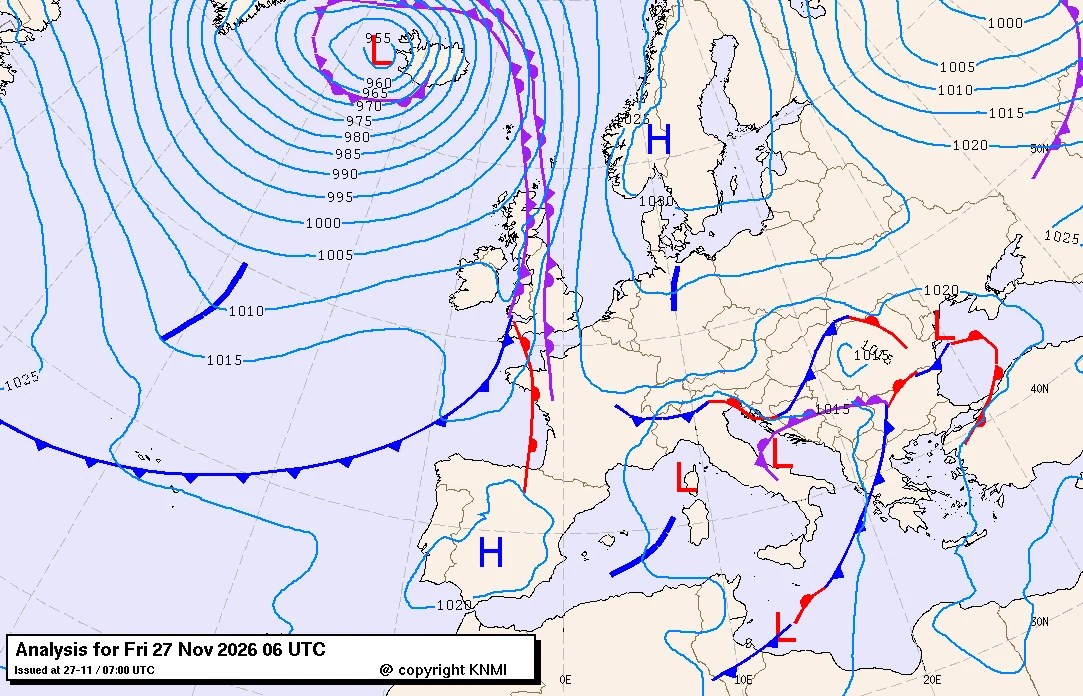 1000
955
L
1005
960
965
1010
970
1015
975
1025
980
H
1020
50N
985
990
995
1030
1000
1025
1005
1020
1010
L
1015
1015
1025
40N
1015
L
L
H
1020
30N
L
Analysis for Fri 27 Nov 2026 06 UTC
Issued at 27-11 / 07:00 UTC
@ copyright KNMI
0E
10E
20E